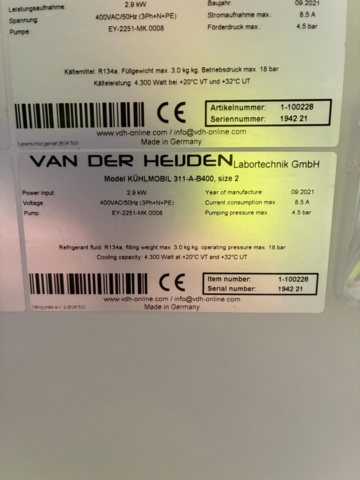 Leistungsaufnahme: 2,9 kW Baujahr: 09.2021
Spannung: 400VAC/50Hz (3Ph+N+PE) Stromaufnahme max.: 8,5 A
Pumpe: EY-2251-MK.0008 Förderdruck max.: 4,5 bar
Kältemittel: R134a, Füllgewicht max. 3.0 kg kg, Betriebsdruck max. 18 bar
Kälteleistung: 4.300 Watt bei +20°C VT und +32°C UT
CE
Artikelnummer: 1-100228
Seriennummer: 1942 21
www.vdh-online.com / info@vdh-online.com
Made in Germany
VAN DER HEIJDEN Labortechnik GmbH
Model KÜHLMOBIL 311-A-B400, size 2
Power input: 2,9 kW Year of manufacture: 09.2021
Voltage: 400VAC/50Hz (3Ph+N+PE) Current consumption max.: 8,5 A
Pump: EY-2251-MK 0008 Pumping pressure max.: 4,5 bar
Refrigerant fluid: R134a, filling weight max. 3.0 kg kg, operating pressure max. 18 bar
Cooling capacity: 4.300 Watt at +20°C VT and +32°C UT
CE
Item number: 1-100228
Serial number: 1942 21
www.vdh-online.com / info@vdh-online.com
Made in Germany